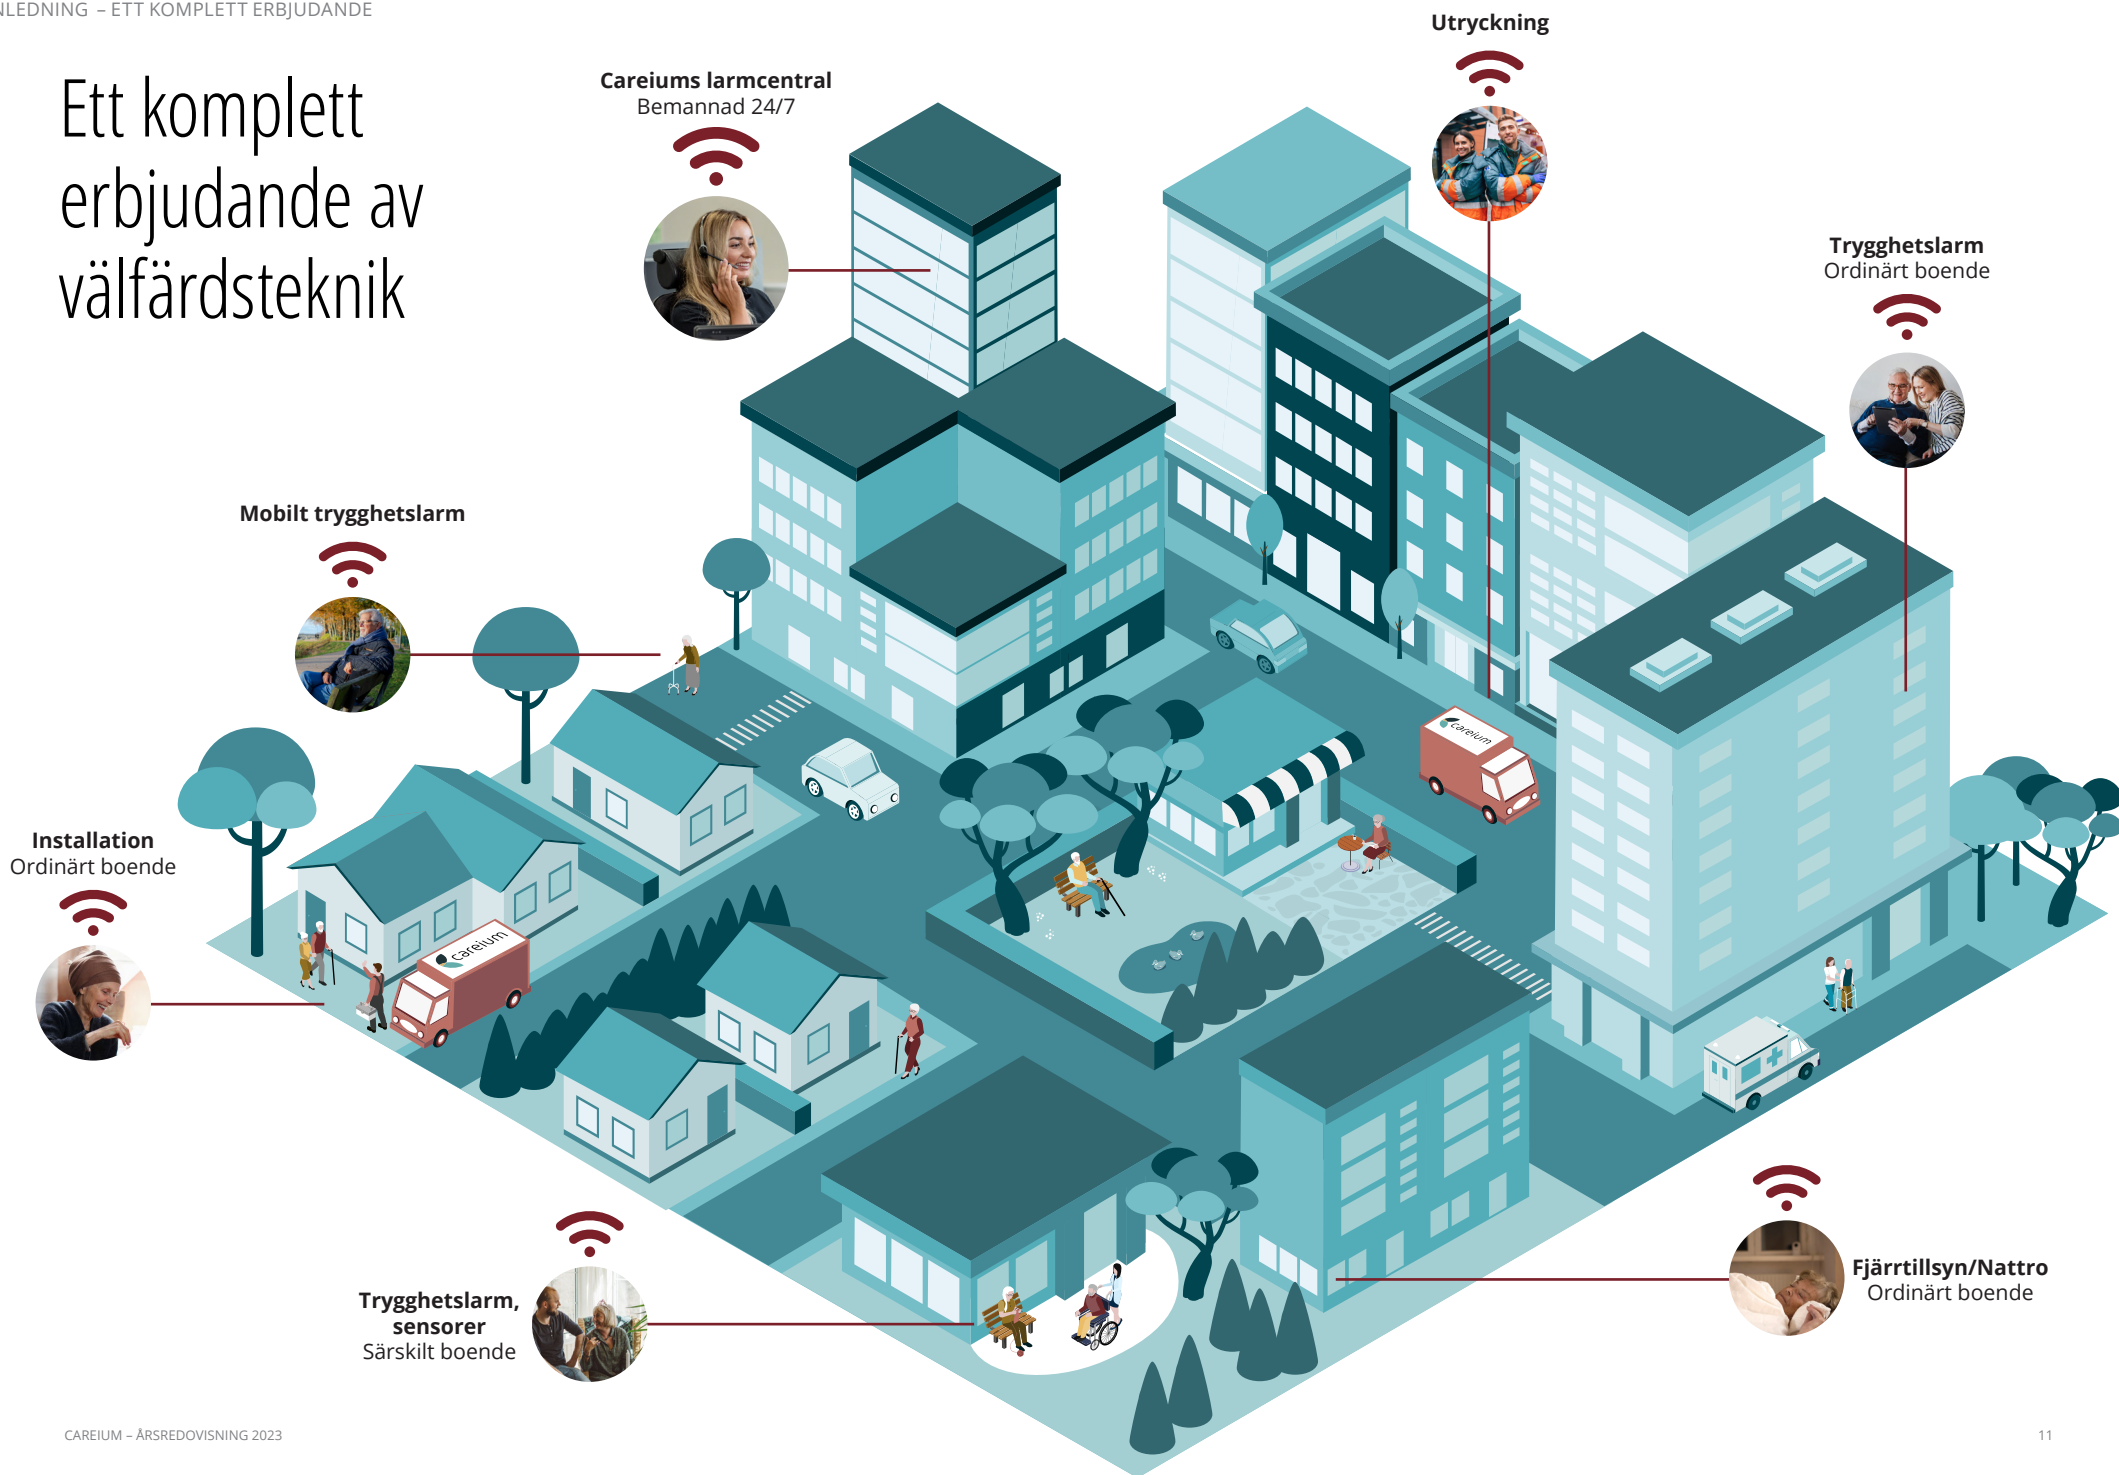 NLEDNING – ETT KOMPLETT ERBJUDANDE
Ett komplett
erbjudande av
välfärdsteknik
Careiums larmcentral
Bemannad 24/7
Utryckning
Trygghetslarm
Ordinärt boende
Mobilt trygghetslarm
Installation
Ordinärt boende
careium
careium
Trygghetslarm,
sensorer
Särskilt boende
Fjärrtillsyn/Nattro
Ordinärt boende
CAREIUM – ÅRSREDOVISNING 2023
11